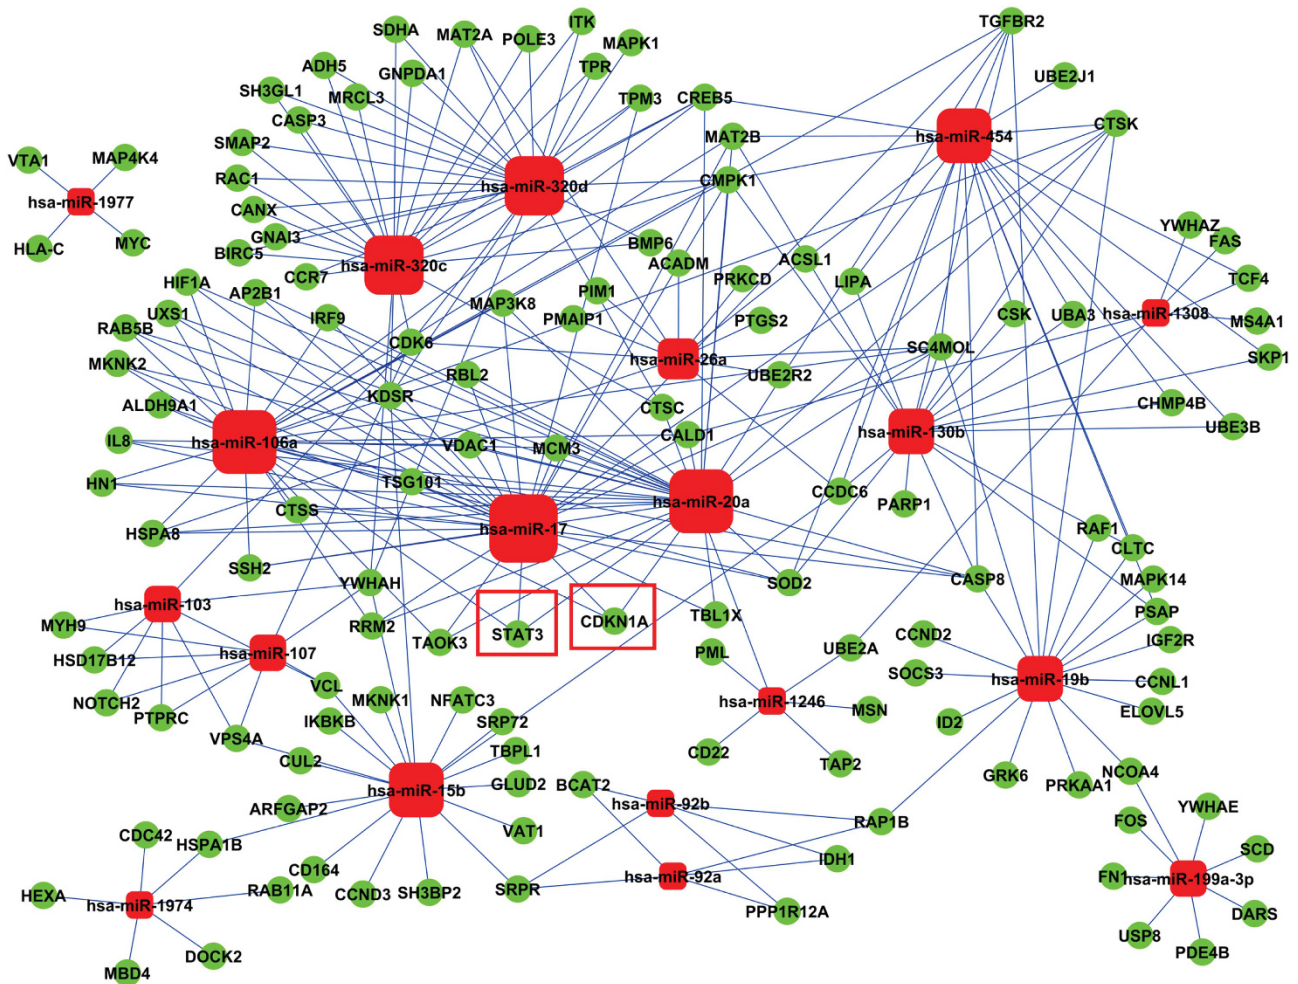 TGFBR2
ITK
SDHA
MAT2A
POLE3
MAPK1
ADH5
GNPDA1
TPR
UBE2J1
SH3GL1
MRCL3
TPM3
CREB5
CASP3
SMAP2
MAT2B
hsa-miR-454
CTSK
VTA1
MAP4K4
RAC1
hsa-miR-320d
CMPK1
hsa-miR-1977
CANX
GNAI3
YWHAZ
HLA-C
MYC
BIRC5
BMP6
FAS
CCR7
hsa-miR-320c
ACADM
ACSL1
HIF1A
AP2B1
PIM1
PRKCD
LIPA
TCF4
UXS1
MAP3K8
PMAIP1
PTGS2
CSK
UBA3
hsa-miR-1308
MS4A1
RAB5B
IRF9
CDK6
SC4MOL
MKNK2
RBL2
hsa-miR-26a
UBE2R2
SKP1
ALDH9A1
KDSR
CTSC
CHMP4B
IL8
hsa-miR-106a
VDAC1
MCM3
CALD1
hsa-miR-130b
UBE3B
HN1
TSG101
hsa-miR-20a
CCDC6
PARP1
CTSS
hsa-miR-17
RAF1
HSPA8
CLTC
SSH2
YWHAH
SOD2
CASP8
MAPK14
hsa-miR-103
STAT3
CDKN1A
TBL1X
PSAP
MYH9
RRM2
TAOK3
CCND2
IGF2R
HSD17B12
hsa-miR-107
PML
UBE2A
SOCS3
hsa-miR-19b
CCNL1
NOTCH2
VCL
MKNK1
NFATC3
hsa-miR-1246
MSN
ELOVL5
PTPRC
IKBKB
SRP72
ID2
VPS4A
CUL2
TBPL1
CD22
TAP2
GRK6
PRKAA1
NCOA4
hsa-miR-15b
GLUD2
BCAT2
hsa-miR-92b
YWHAE
ARFGAP2
VAT1
RAP1B
FOS
CDC42
HSPA1B
IDH1
SCD
CD164
hsa-miR-92a
FN1
hsa-miR-199a-3p
HEXA
hsa-miR-1974
RAB11A
CCND3
SH3BP2
SRPR
PPP1R12A
DARS
USP8
DOCK2
PDE4B
MBD4